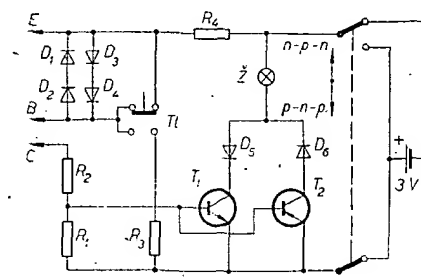 E
R4
n-p-n
D1
D3
Ž
D2
D4
B
Tl
p-n-p
C
D5
D6
+
3 V
R2
T1
T2
R1
R3